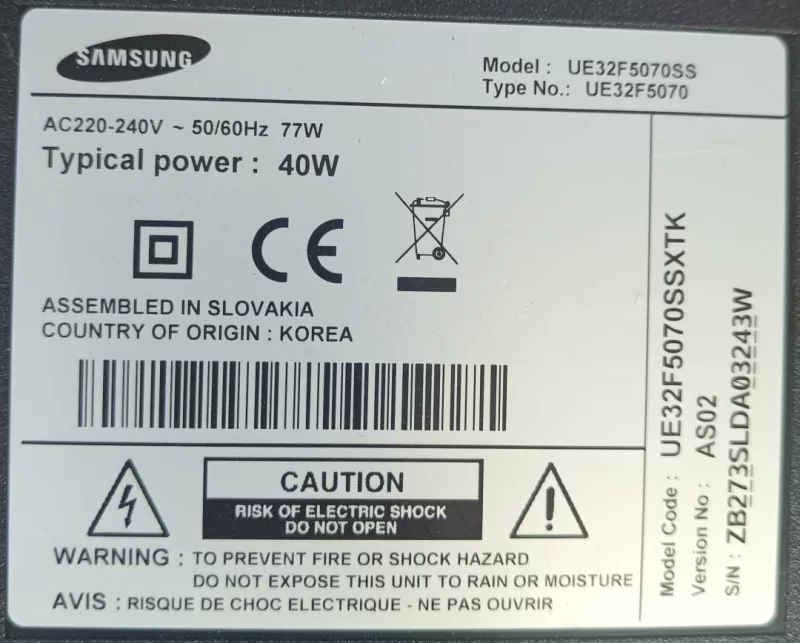 SAMSUNG
Model : UE32F5070SS
Type No.: UE32F5070
AC220-240V ~ 50/60Hz 77W
Typical power : 40W
CE
ASSEMBLED IN SLOVAKIA
COUNTRY OF ORIGIN : KOREA
CAUTION
RISK OF ELECTRIC SHOCK
DO NOT OPEN
WARNING : TO PREVENT FIRE OR SHOCK HAZARD
DO NOT EXPOSE THIS UNIT TO RAIN OR MOISTURE
AVIS : RISQUE DE CHOC ELECTRIQUE - NE PAS OUVRIR
Model Code : UE32F5070SSXTK
Version No : AS02
S/N : ZB273SLDA03243W